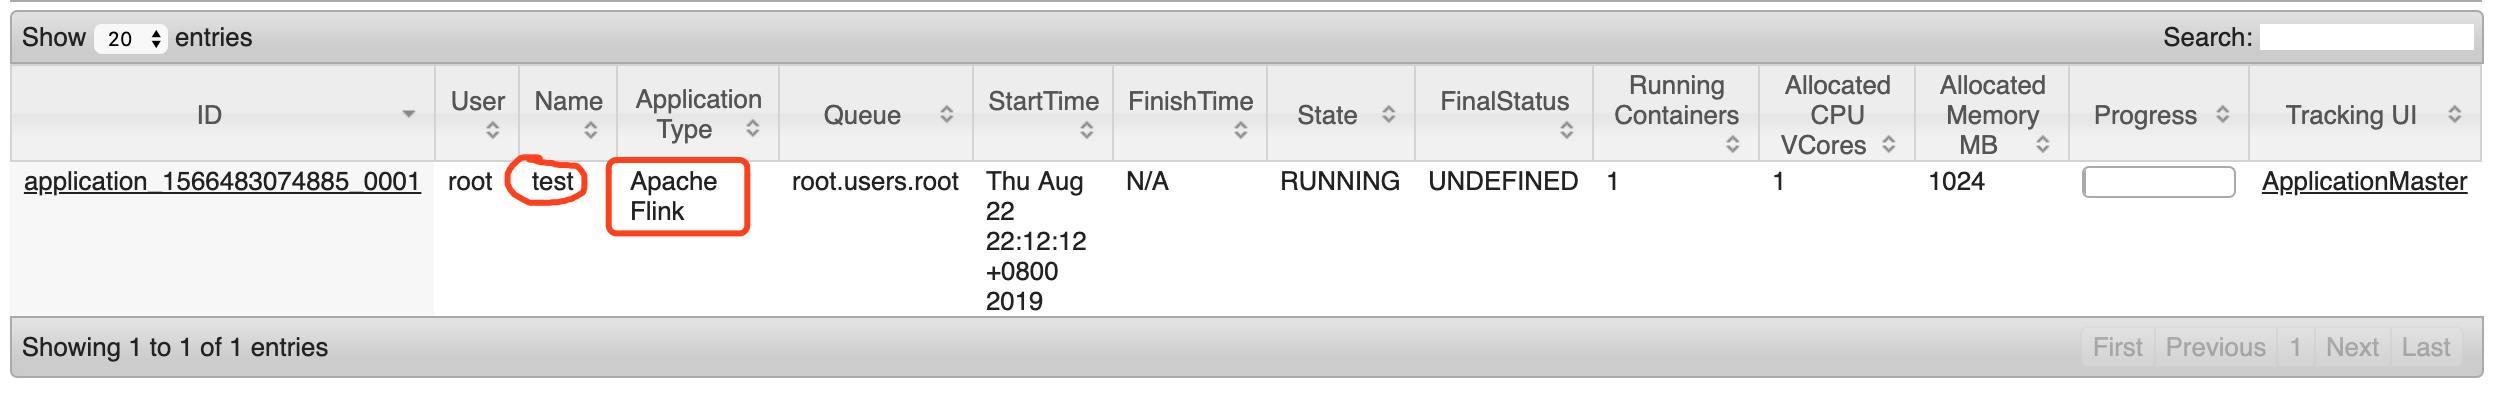 Show 20 entries Search:
ID User Name Application Type Queue StartTime FinishTime State FinalStatus Running Containers Allocated CPU VCores Allocated Memory MB Progress Tracking UI
application_1566483074885_0001 root test Apache Flink root.users.root Thu Aug 22 22:12:12 +0800 2019 N/A RUNNING UNDEFINED 1 1 1024 ApplicationMaster
Showing 1 to 1 of 1 entries First Previous 1 Next Last